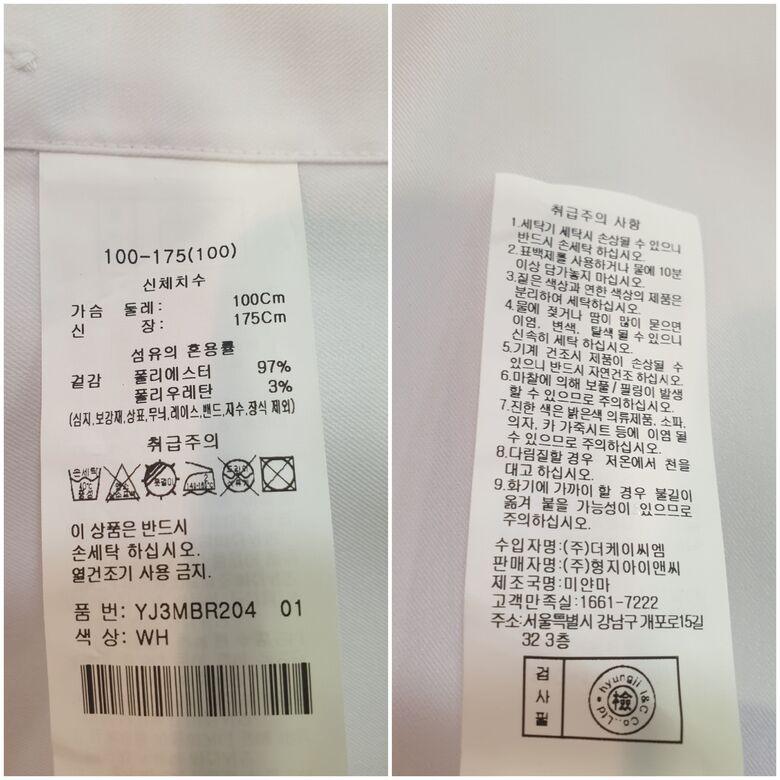 100-175(100)
신체치수
가슴 둘레: 100Cm
신 장: 175Cm
섬유의 혼용률
겉감 폴리에스터 97%
폴리우레탄 3%
(심지,보강재,상표,무늬,레이스,밴드,자수,장식 제외)
취급주의
손세탁
40℃
이 상품은 반드시
손세탁 하십시오.
열건조기 사용 금지.
품 번: YJ3MBR204 01
색 상: WH
취급주의 사항
1.세탁기 세탁시 손상될 수 있으니
반드시 손세탁 하십시오.
2.표백제를 사용하거나 물에 10분
이상 담가놓지 마십시오.
3.짙은 색상과 연한 색상의 제품은
분리하여 세탁하십시오.
4.물에 젖거나 땀이 많이 묻으면
이염, 변색, 탈색 될 수 있으니
신속히 세탁 하십시오.
5.기계 건조시 제품이 손상될 수
있으니 반드시 자연건조 하십시오.
6.마찰에 의해 보풀/필링이 발생
할 수 있으므로 주의하십시오.
7.진한 색은 밝은색 의류제품, 소파,
의자, 카 가죽시트 등에 이염 될
수 있으므로 주의하십시오.
8.다림질할 경우 저온에서 천을
대고 하십시오.
9.화기에 가까이 할 경우 불길이
옮겨 붙을 가능성이 있으므로
주의하십시오.
수입자명:(주)더케이씨엠
판매자명:(주)형지아이앤씨
제조국명:미얀마
고객만족실:1661-7222
주소:서울특별시 강남구 개포로15길
32 3층
검사필
hyungji I&C Co.,Ltd
檢